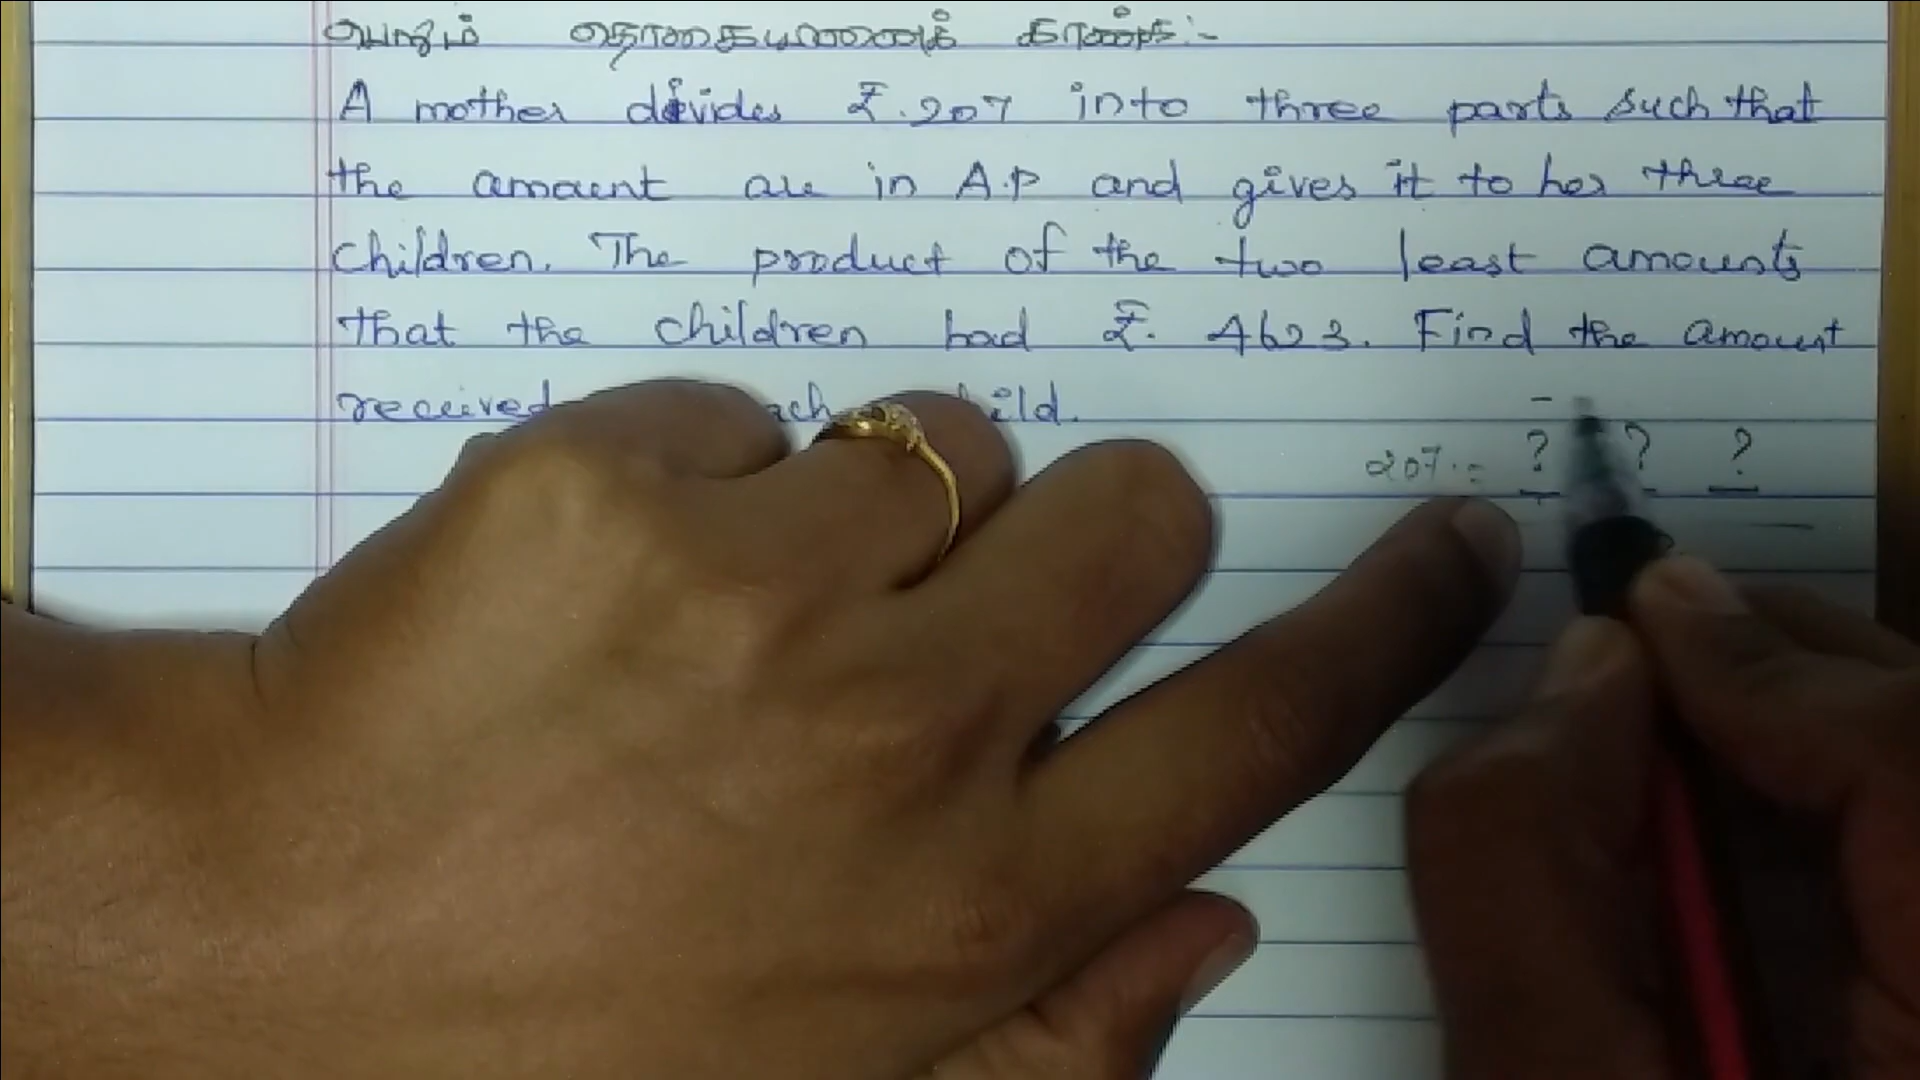 பெறும் தொகையினைக் காண்க:-
A mother divides ₹.207 into three parts such that
the amount are in A.P and gives it to her three
children. The product of the two least amounts
that the children had ₹. 4623. Find the amount
received ach ild.
207.= ? ? ?